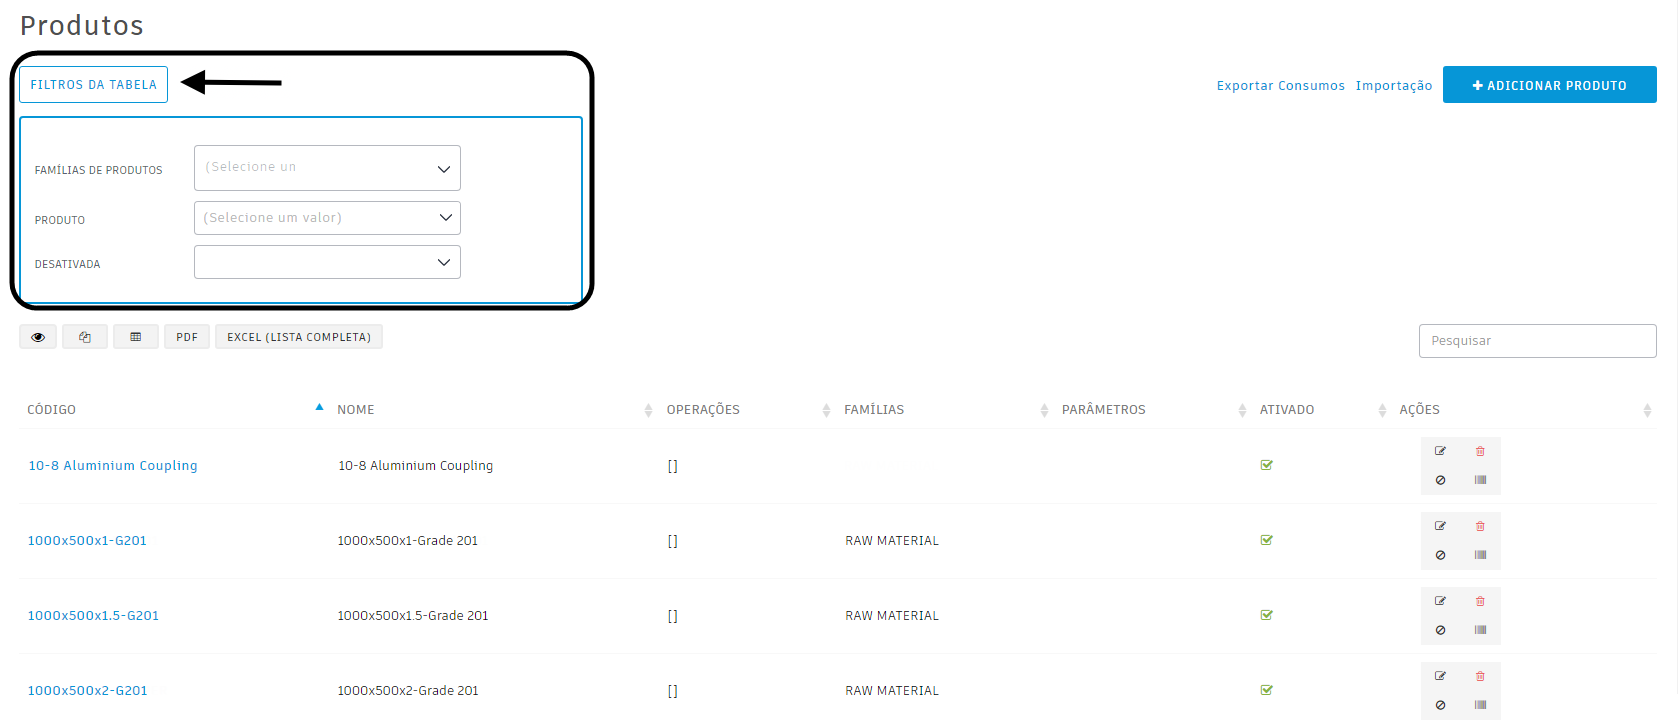 Produtos
FILTROS DA TABELA
Exportar Consumos Importação ADICIONAR PRODUTO
FAMÍLIAS DE PRODUTOS (Selecione un
PRODUTO (Selecione um valor)
DESATIVADA
PDF EXCEL (LISTA COMPLETA) Pesquisar
CÓDIGO NOME OPERAÇÕES FAMÍLIAS PARÂMETROS ATIVADO AÇÕES
10-8 Aluminium Coupling 10-8 Aluminium Coupling []
1000x500x1-G201 1000x500x1-Grade 201 [] RAW MATERIAL
1000x500x1.5-G201 1000x500x1.5-Grade 201 [] RAW MATERIAL
1000x500x2-G201 1000x500x2-Grade 201 [] RAW MATERIAL